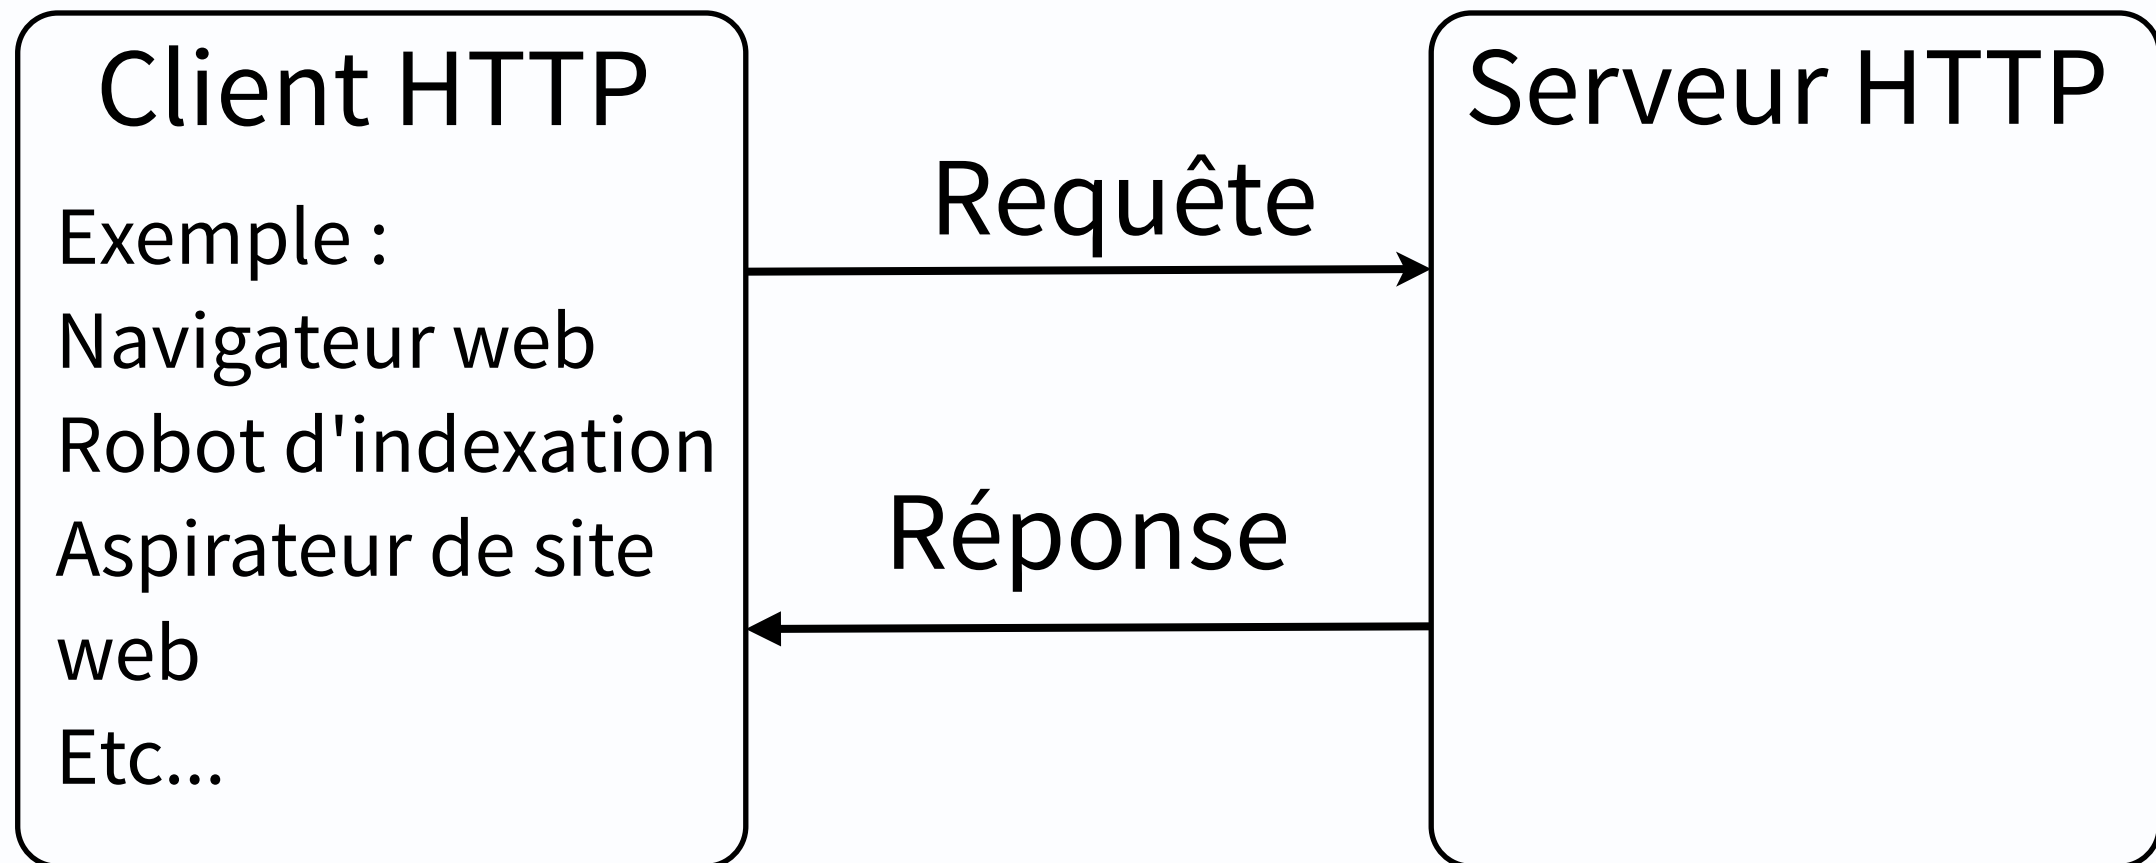 Client HTTP
Exemple :
Navigateur web
Robot d'indexation
Aspirateur de site
web
Etc...
Requête
Réponse
Serveur HTTP